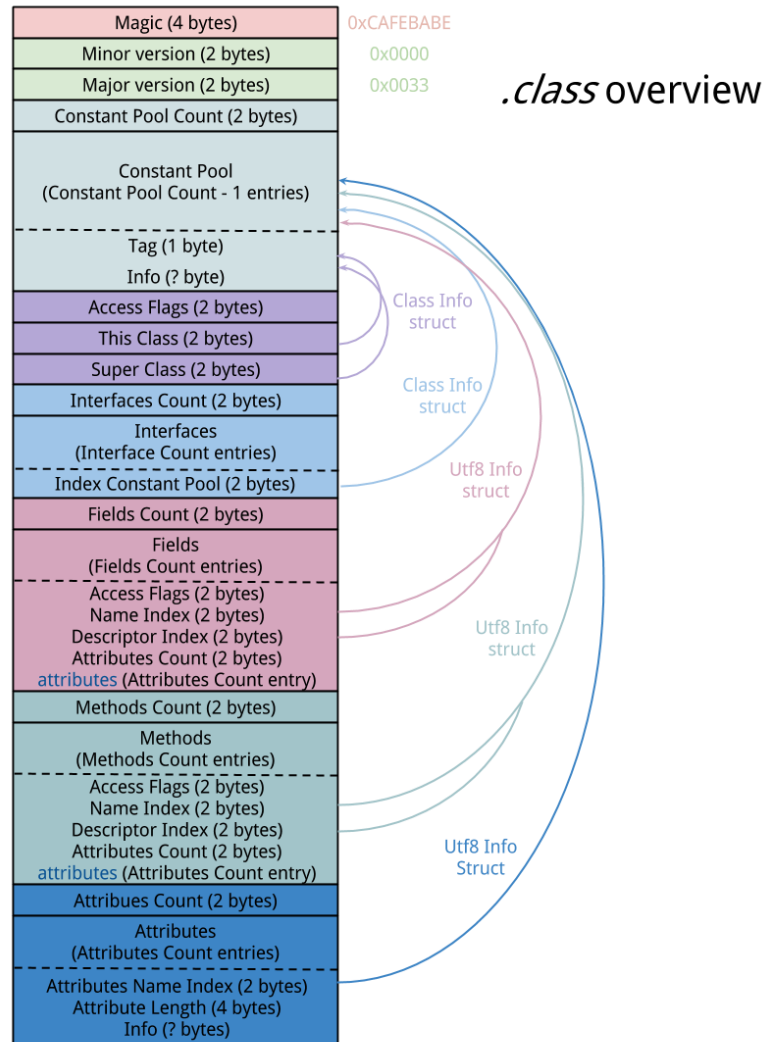 Magic (4 bytes)
0xCAFEBABE
Minor version (2 bytes)
0x0000
Major version (2 bytes)
0x0033
.class overview
Constant Pool Count (2 bytes)
Constant Pool
(Constant Pool Count - 1 entries)
Tag (1 byte)
Info (? byte)
Access Flags (2 bytes)
This Class (2 bytes)
Super Class (2 bytes)
Class Info
struct
Interfaces Count (2 bytes)
Interfaces
(Interface Count entries)
Index Constant Pool (2 bytes)
Class Info
struct
Fields Count (2 bytes)
Fields
(Fields Count entries)
Access Flags (2 bytes)
Name Index (2 bytes)
Descriptor Index (2 bytes)
Attributes Count (2 bytes)
attributes (Attributes Count entry)
Utf8 Info
struct
Methods Count (2 bytes)
Methods
(Methods Count entries)
Access Flags (2 bytes)
Name Index (2 bytes)
Descriptor Index (2 bytes)
Attributes Count (2 bytes)
attributes (Attributes Count entry)
Utf8 Info
struct
Attribues Count (2 bytes)
Attributes
(Attributes Count entries)
Attributes Name Index (2 bytes)
Attribute Length (4 bytes)
Info (? bytes)
Utf8 Info
Struct